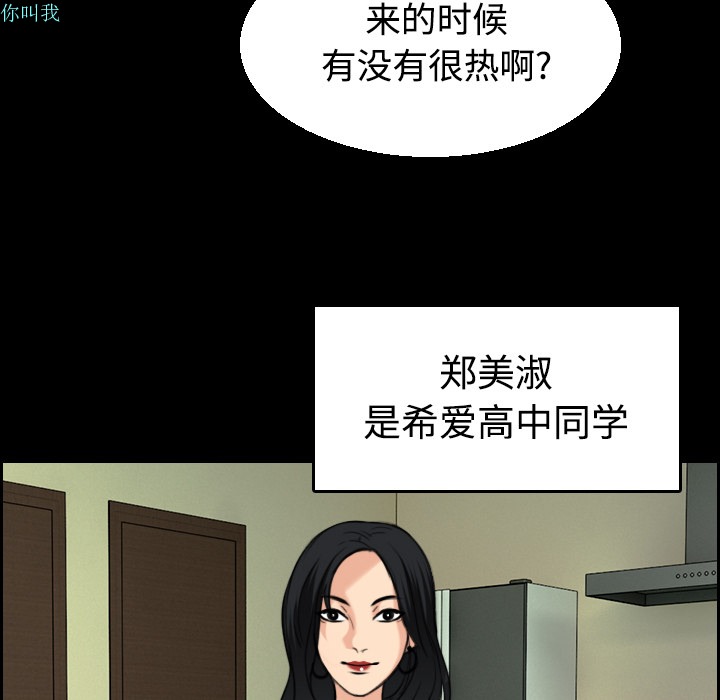 你叫我
来的时候
有没有很热啊?
郑美淑
是希爱高中同学